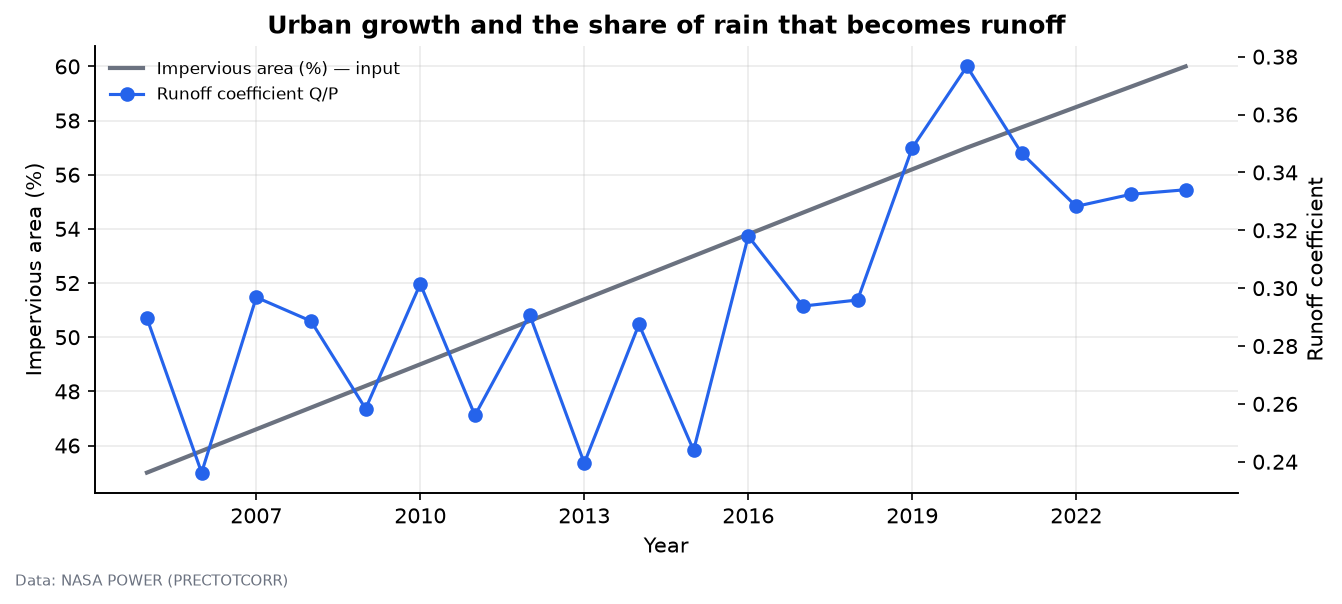 Urban growth and the share of rain that becomes runoff
Impervious area (%) — input
Runoff coefficient Q/P
Impervious area (%)
60
58
56
54
52
50
48
46
0.38
0.36
0.34
0.32
0.30
0.28
0.26
0.24
Runoff coefficient
2007 2010 2013 2016 2019 2022
Year
Data: NASA POWER (PRECTOTCORR)